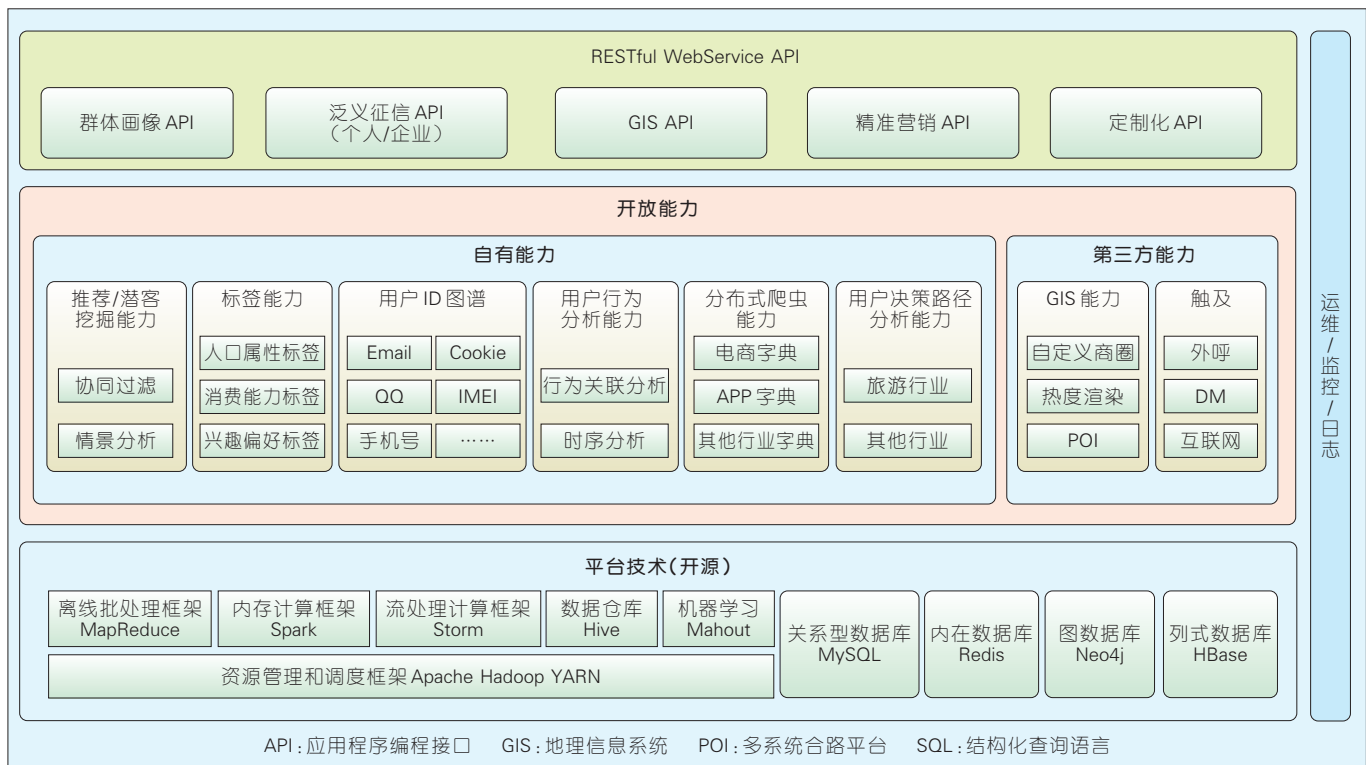 RESTful WebService API
群体画像 API
泛义征信 API
（个人/企业）
GIS API
精准营销 API
定制化 API
开放能力
自有能力
推荐/潜客
挖掘能力
协同过滤
情景分析
标签能力
人口属性标签
消费能力标签
兴趣偏好标签
用户 ID 图谱
Email
Cookie
QQ
IMEI
手机号
……
用户行为
分析能力
行为关联分析
时序分析
分布式爬虫
能力
电商字典
APP 字典
其他行业字典
用户决策路径
分析能力
旅游行业
其他行业
第三方能力
GIS 能力
自定义商圈
热度渲染
POI
触及
外呼
DM
互联网
平台技术(开源)
离线批处理框架
MapReduce
内存计算框架
Spark
流处理计算框架
Storm
数据仓库
Hive
机器学习
Mahout
资源管理和调度框架 Apache Hadoop YARN
关系型数据库
MySQL
内在数据库
Redis
图数据库
Neo4j
列式数据库
HBase
运维/监控/日志
API：应用程序编程接口 GIS：地理信息系统 POI：多系统合路平台 SQL：结构化查询语言